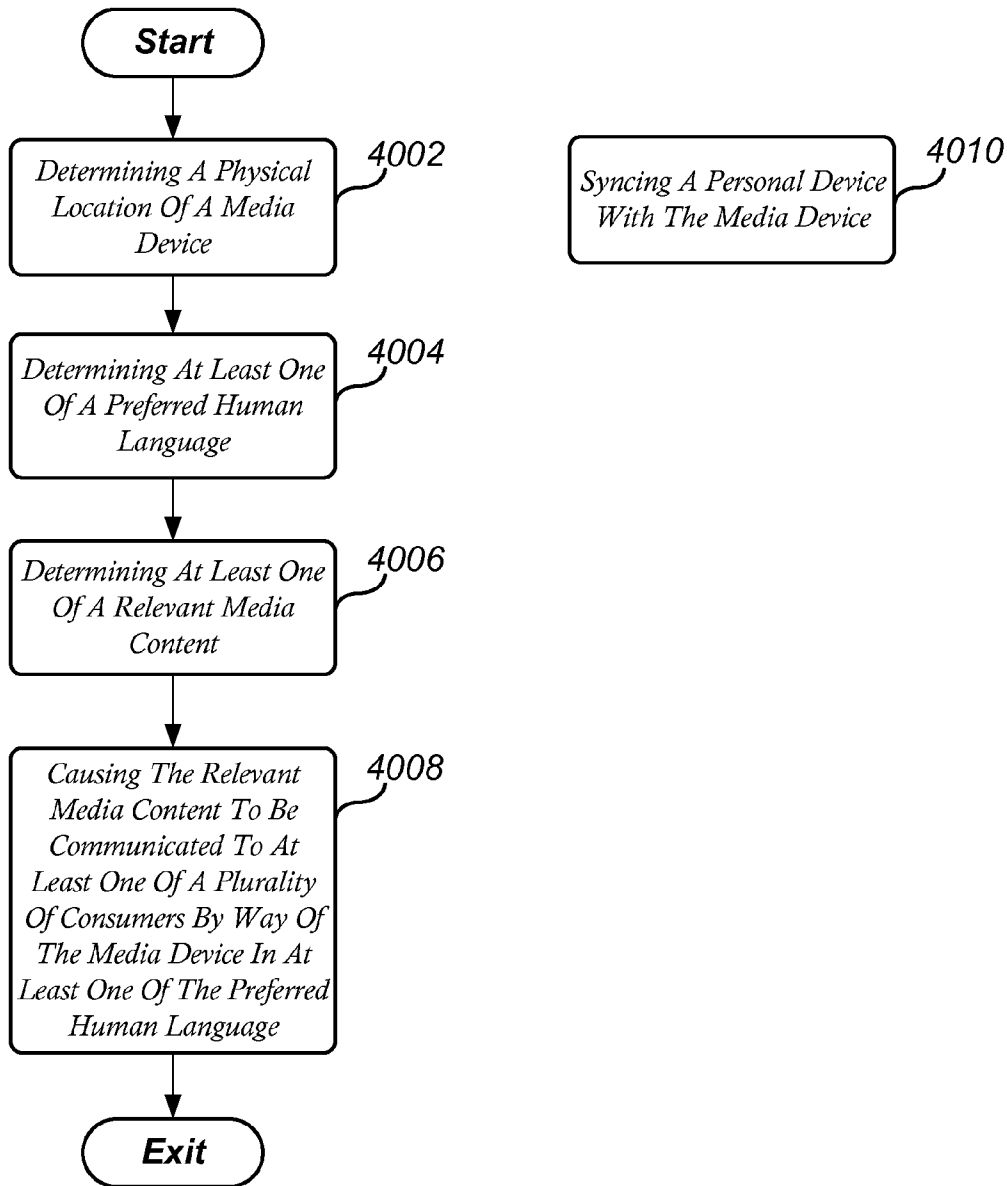 Start
Determining A Physical
Location Of A Media
Device
4002
Syncing A Personal Device
With The Media Device
4010
Determining At Least One
Of A Preferred Human
Language
4004
Determining At Least One
Of A Relevant Media
Content
4006
Causing The Relevant
Media Content To Be
Communicated To At
Least One Of A Plurality
Of Consumers By Way Of
The Media Device In At
Least One Of The Preferred
Human Language
4008
Exit